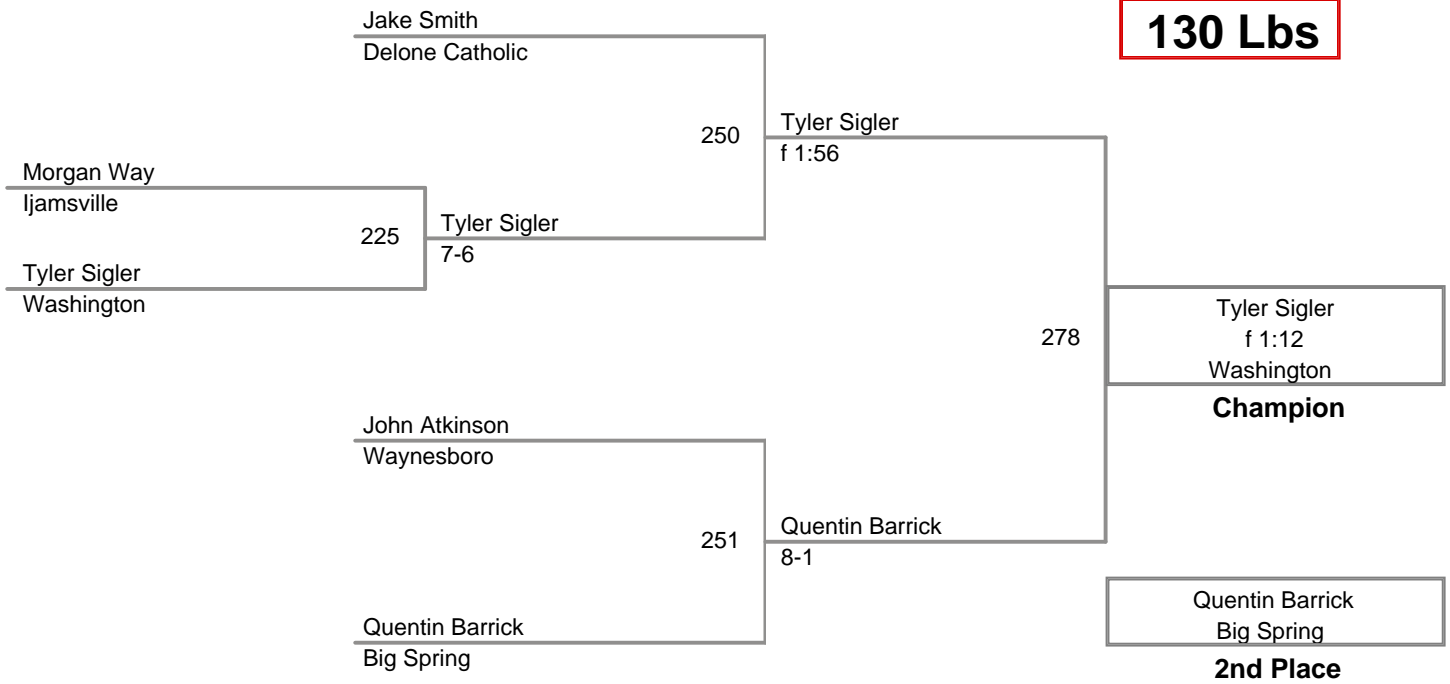 Jake Smith
130 Lbs
Delone Catholic
250
Tyler Sigler
f 1:56
Morgan Way
Ijamsville
225
Tyler Sigler
7-6
Tyler Sigler
Washington
278
Tyler Sigler
f 1:12
Washington
Champion
John Atkinson
Waynesboro
251
Quentin Barrick
8-1
Quentin Barrick
Big Spring
Quentin Barrick
Big Spring
2nd Place